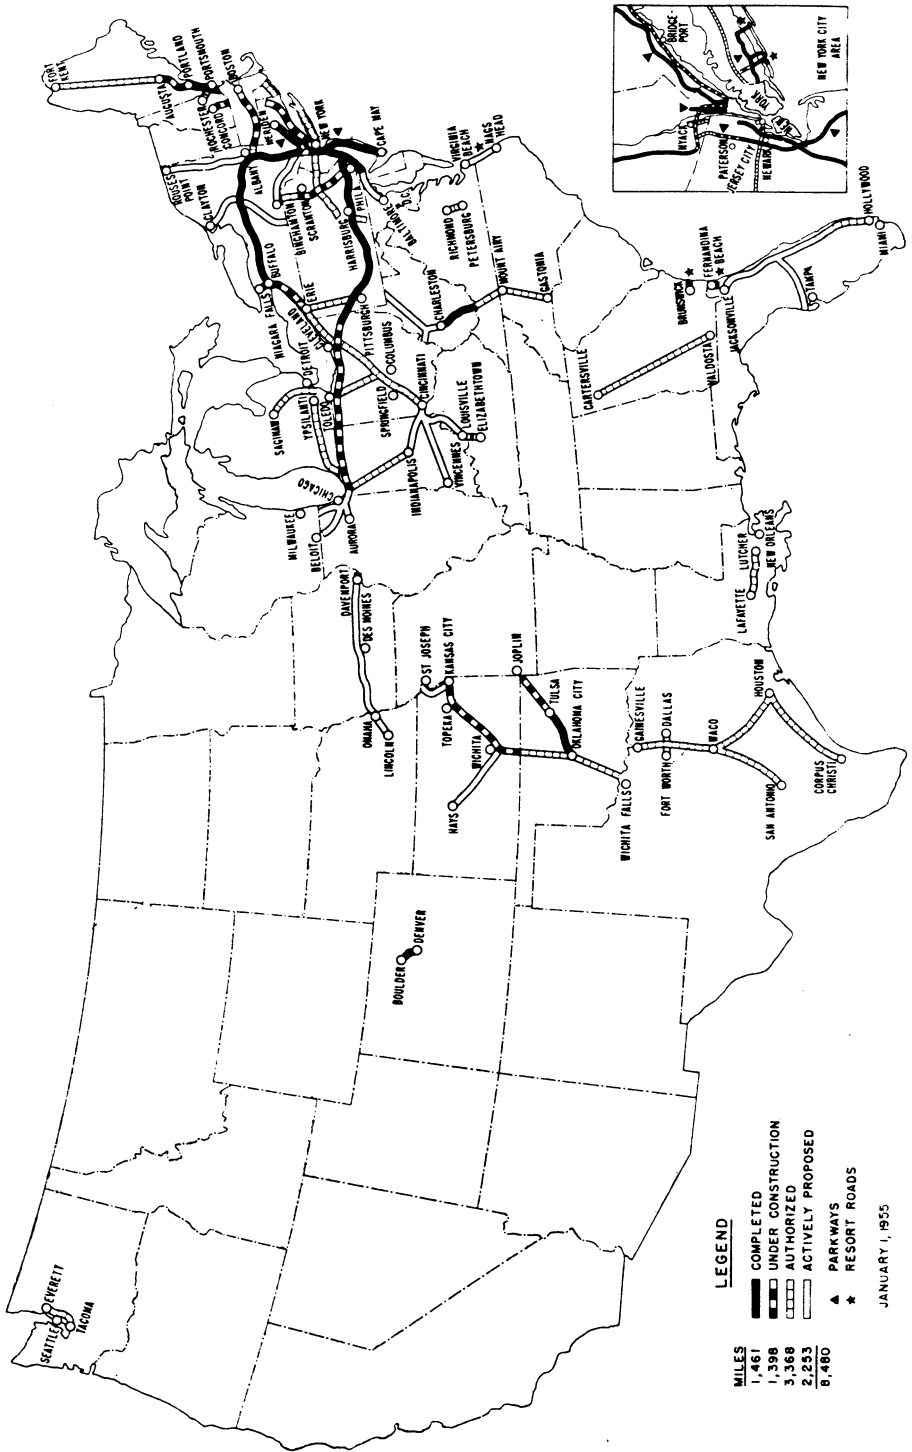 SEATTLE
EVERETT
TACOMA
BOULDER
DENVER
HAYS
WICHITA
TOPEKA
ST JOSEPH
KANSAS CITY
JOPLIN
TULSA
OKLAHOMA CITY
WICHITA FALLS
GAINESVILLE
FORT WORTH
DALLAS
WACO
SAN ANTONIO
HOUSTON
CORPUS
CHRISTI
LINCOLN
OMAHA
DES MOINES
DAVENPORT
MILWAUKEE
BELOIT
AURORA
CHICAGO
LAFAYETTE
LUTCHER
NEW ORLEANS
SAGINAW
YPSILANTI
DETROIT
TOLEDO
CLEVELAND
INDIANAPOLIS
VINCENNES
SPRINGFIELD
COLUMBUS
CINCINNATI
LOUISVILLE
ELIZABETHTOWN
NIAGARA FALLS
BUFFALO
ERIE
PITTSBURGH
CHARLESTON
MOUNT AIRY
GASTONIA
CARTERSVILLE
VALDOSTA
BRUNSWICK
FERNANDINA
BEACH
JACKSONVILLE
TAMPA
HOLLYWOOD
MIAMI
CLAYTON
ROUSES
POINT
ALBANY
BINGHAMTON
SCRANTON
HARRISBURG
PHILA
BALTIMORE
D.C.
RICHMOND
PETERSBURG
VIRGINIA
BEACH
NAGS
HEAD
CAPE MAY
NEW YORK
MERIDEN
FORT
KENT
AUGUSTA
PORTLAND
PORTSMOUTH
ROCHESTER
CONCORD
BOSTON
BRIDGE-
PORT
NYACK
PATERSON
JERSEY CITY
NEWARK
NEW
YORK
NEW YORK CITY
AREA
LEGEND
MILES
1,461 COMPLETED
1,398 UNDER CONSTRUCTION
3,368 AUTHORIZED
2,253 ACTIVELY PROPOSED
8,480
PARKWAYS
RESORT ROADS
JANUARY 1, 1955